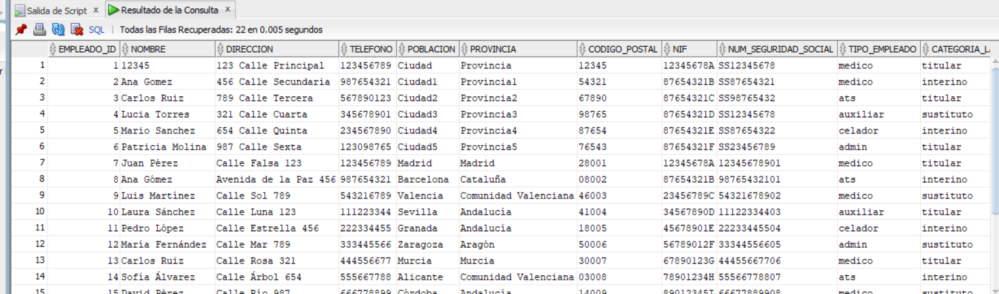 Salida de Script x Resultado de la Consulta x
SQL | Todas las Filas Recuperadas: 22 en 0.005 segundos
EMPLEADO_ID NOMBRE DIRECCION TELEFONO POBLACION PROVINCIA CODIGO_POSTAL NIF NUM_SEGURIDAD_SOCIAL TIPO_EMPLEADO
1 1 12345 123 Calle Principal 123456789 Ciudad Provincia 12345 12345678A SS12345678 medico titular
2 2 Ana Gomez 456 Calle Secundaria 987654321 Ciudad1 Provincia1 54321 87654321B SS87654321 medico interino
3 3 Carlos Ruiz 789 Calle Tercera 567890123 Ciudad2 Provincia2 67890 87654321C SS98765432 ats titular
4 4 Lucia Torres 321 Calle Cuarta 345678901 Ciudad3 Provincia3 98765 87654321D SS12345678 auxiliar sustituto
5 5 Mario Sanchez 654 Calle Quinta 234567890 Ciudad4 Provincia4 87654 87654321E SS87654322 celador interino
6 6 Patricia Molina 987 Calle Sexta 123098765 Ciudad5 Provincia5 76543 87654321F SS23456789 admin titular
7 7 Juan Pérez Calle Falsa 123 123456789 Madrid Madrid 28001 12345678A 12345678901 medico titular
8 8 Ana Gómez Avenida de la Paz 456 987654321 Barcelona Cataluña 08002 87654321B 98765432101 ats interino
9 9 Luis Martínez Calle Sol 789 543216789 Valencia Comunidad Valenciana 46003 23456789C 54321678902 medico sustituto
10 10 Laura Sánchez Calle Luna 123 111223344 Sevilla Andalucía 41004 34567890D 11122334403 auxiliar titular
11 11 Pedro López Calle Estrella 456 222334455 Granada Andalucía 18005 45678901E 22233445504 celador interino
12 12 María Fernández Calle Mar 789 333445566 Zaragoza Aragón 50006 56789012F 33344556605 admin sustituto
13 13 Carlos Ruiz Calle Rosa 321 444556677 Murcia Murcia 30007 67890123G 44455667706 medico titular
14 14 Sofía Álvarez Calle Árbol 654 555667788 Alicante Comunidad Valenciana 03008 78901234H 55566778807 ats interino
15 15 David Pérez Calle Río 987 666778899 Córdoba Andalucía 14009 89012345I 66677889908 medico sustituto